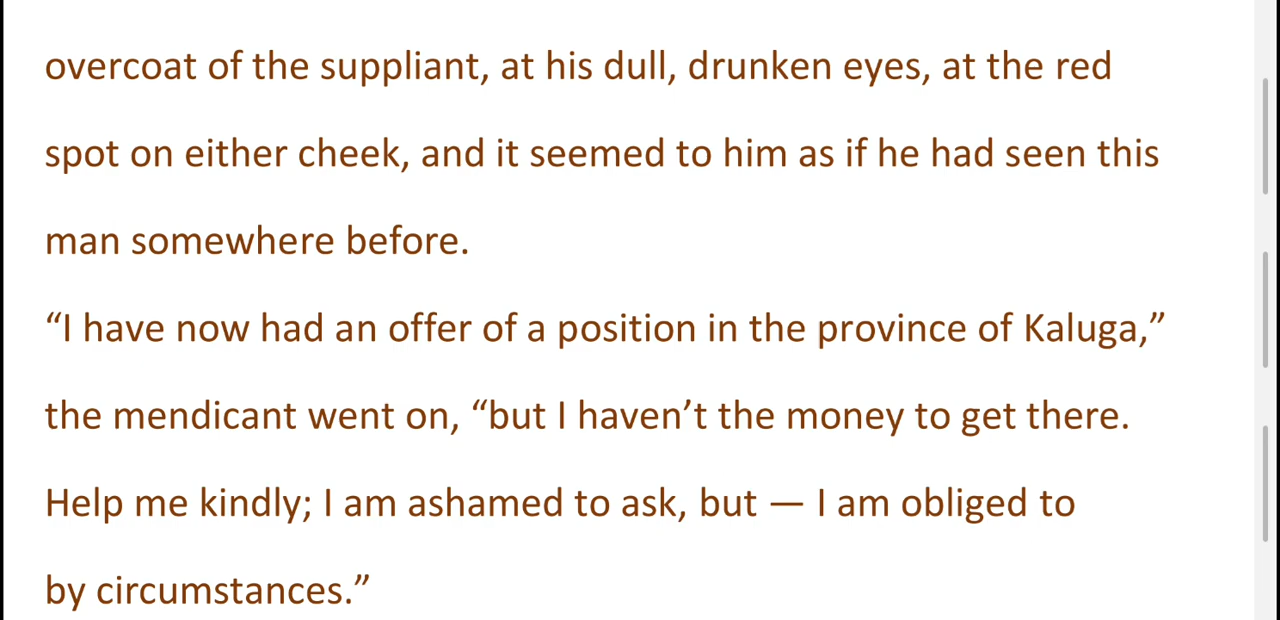 overcoat of the suppliant, at his dull, drunken eyes, at the red
spot on either cheek, and it seemed to him as if he had seen this
man somewhere before.
“I have now had an offer of a position in the province of Kaluga,”
the mendicant went on, “but I haven’t the money to get there.
Help me kindly; I am ashamed to ask, but — I am obliged to
by circumstances.”